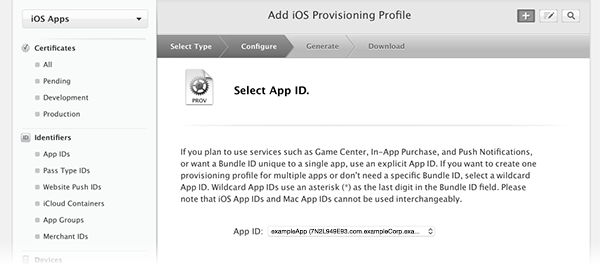 iOS Apps
Certificates
All
Pending
Development
Production
Identifiers
App IDs
Pass Type IDs
Website Push IDs
iCloud Containers
App Groups
Merchant IDs
Devices
Add iOS Provisioning Profile
Select Type
Configure
Generate
Download
PROV
Select App ID.
If you plan to use services such as Game Center, In-App Purchase, and Push Notifications,
or want a Bundle ID unique to a single app, use an explicit App ID. If you want to create one
provisioning profile for multiple apps or don't need a specific Bundle ID, select a wildcard
App ID. Wildcard App IDs use an asterisk (*) as the last digit in the Bundle ID field. Please
note that iOS App IDs and Mac App IDs cannot be used interchangeably.
App ID: exampleApp (7N2L949E93.com.exampleCorp.exa...